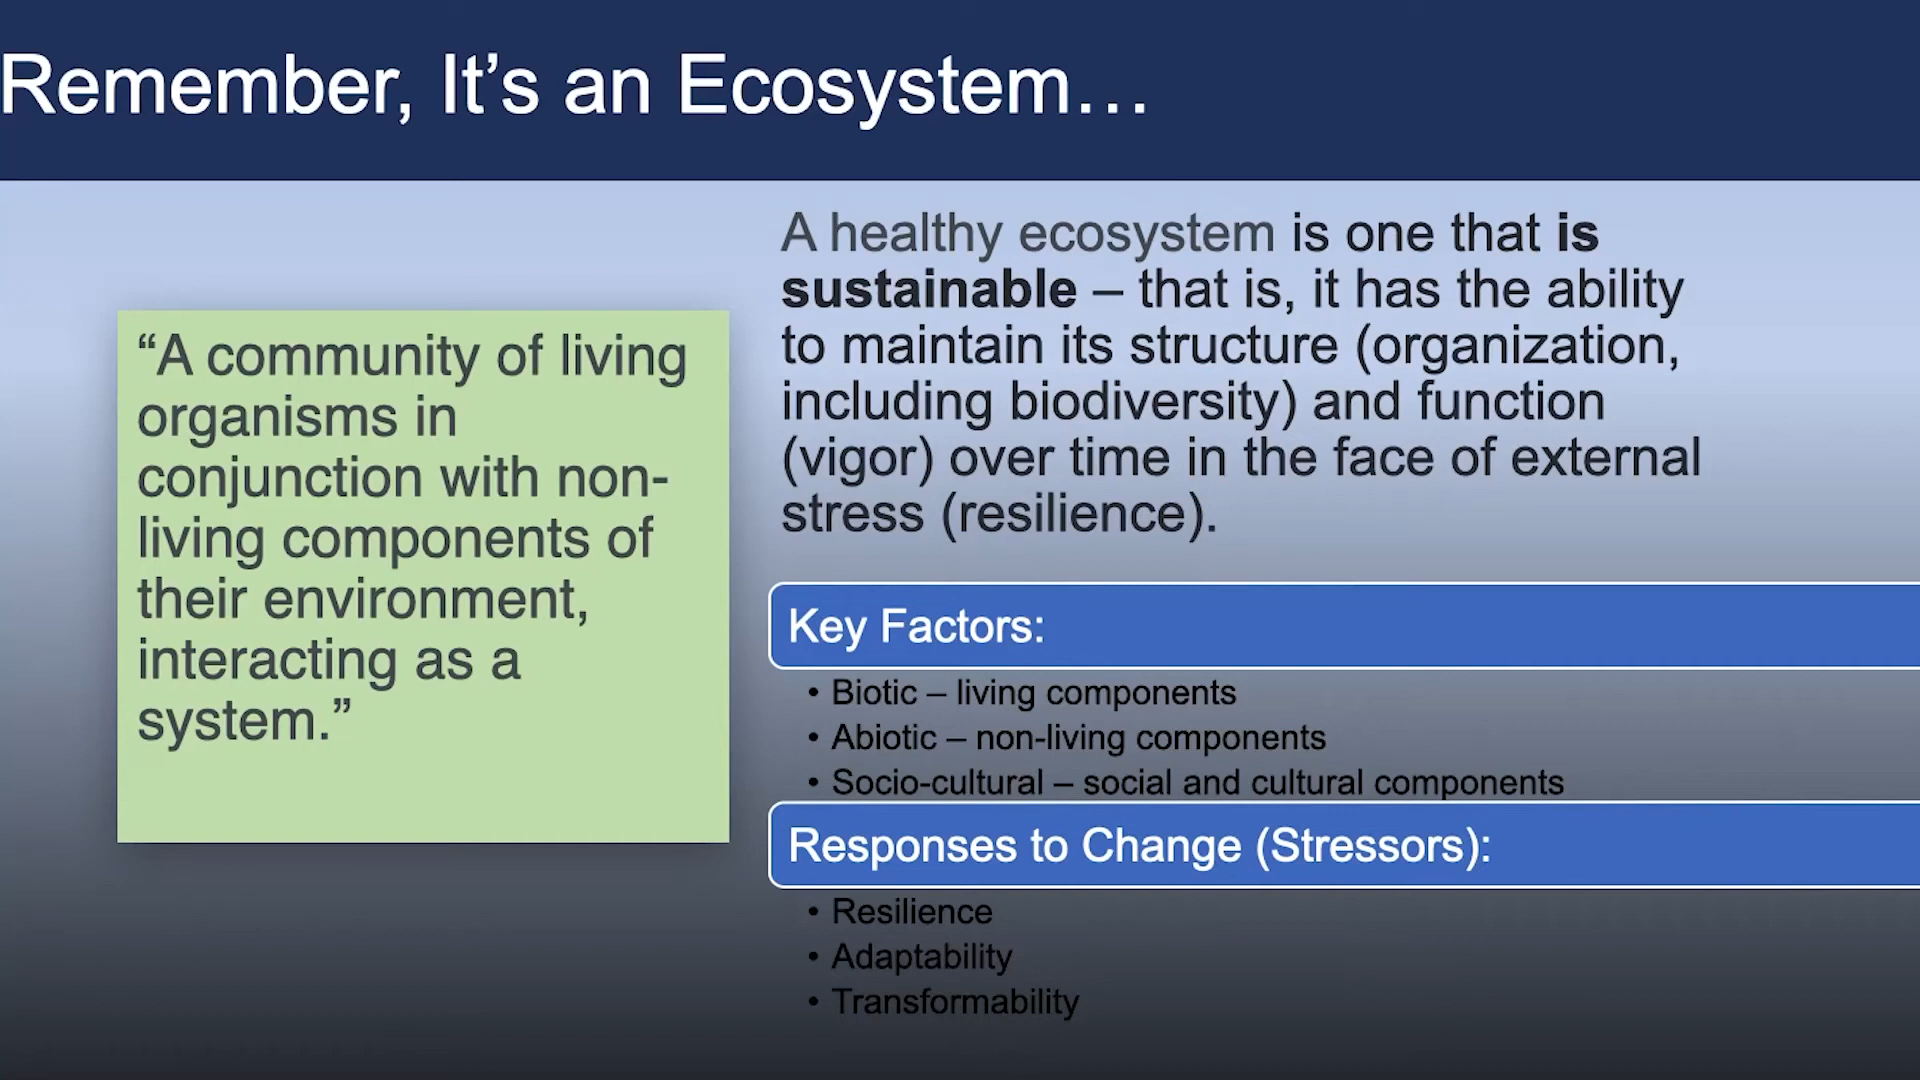 Remember, It’s an Ecosystem…
“A community of living
organisms in
conjunction with non-
living components of
their environment,
interacting as a
system.”
A healthy ecosystem is one that is
sustainable – that is, it has the ability
to maintain its structure (organization,
including biodiversity) and function
(vigor) over time in the face of external
stress (resilience).
Key Factors:
• Biotic – living components
• Abiotic – non-living components
• Socio-cultural – social and cultural components
Responses to Change (Stressors):
• Resilience
• Adaptability
• Transformability